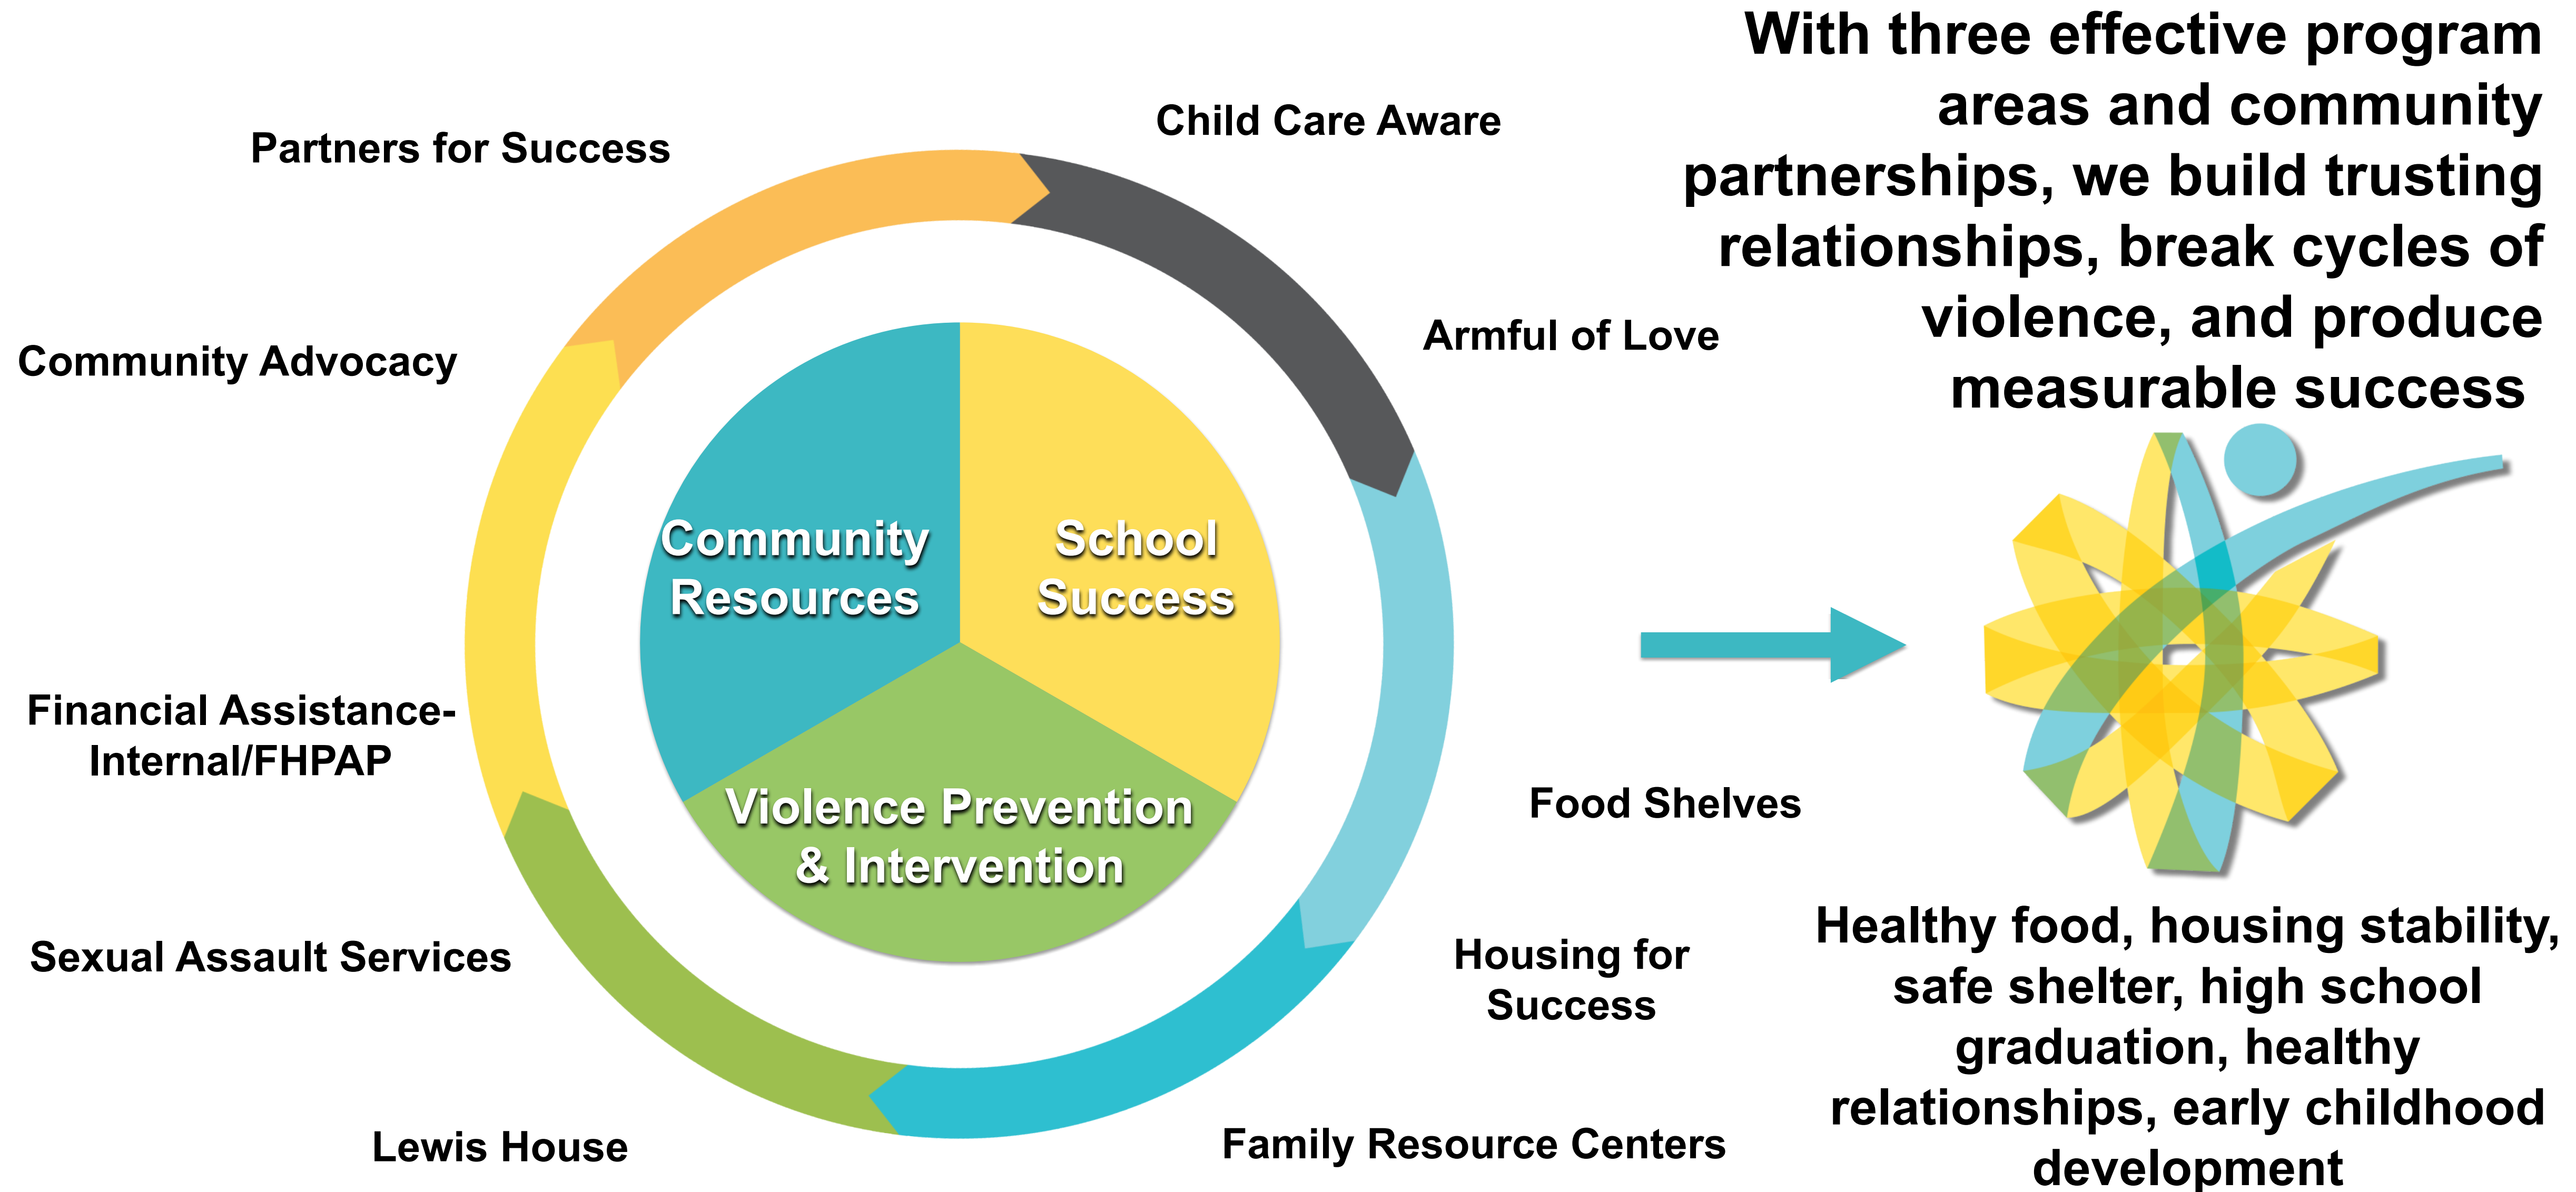 With three effective program
areas and community
partnerships, we build trusting
relationships, break cycles of
violence, and produce
measurable success
Child Care Aware
Partners for Success
Armful of Love
Community Advocacy
Community
Resources
School
Success
Violence Prevention
& Intervention
Financial Assistance-
Internal/FHPAP
Food Shelves
Sexual Assault Services
Housing for
Success
Lewis House
Family Resource Centers
Healthy food, housing stability,
safe shelter, high school
graduation, healthy
relationships, early childhood
development